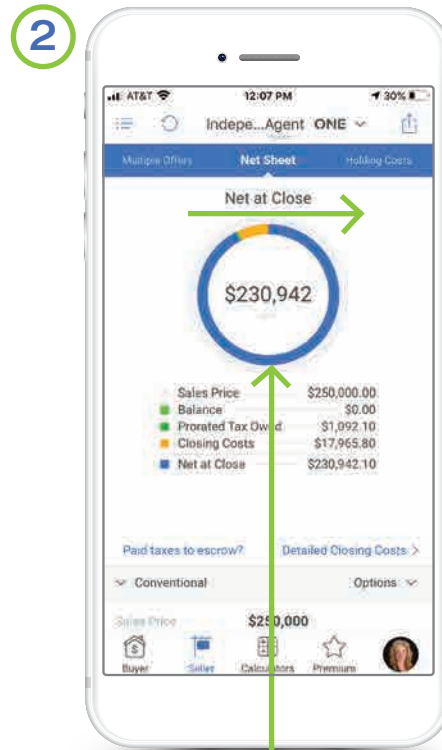 2
AT&T 12:07 PM 30%
Indepe...Agent ONE
Multiple Offers Net Sheet Holding Costs
Net at Close
$230,942
Sales Price $250,000.00
Balance $0.00
Prorated Tax Owed $1,092.10
Closing Costs $17,965.80
Net at Close $230,942.10
Paid taxes to escrow? Detailed Closing Costs >
Conventional Options
Sales Price $250,000
Buyer Seller Calculators Premium